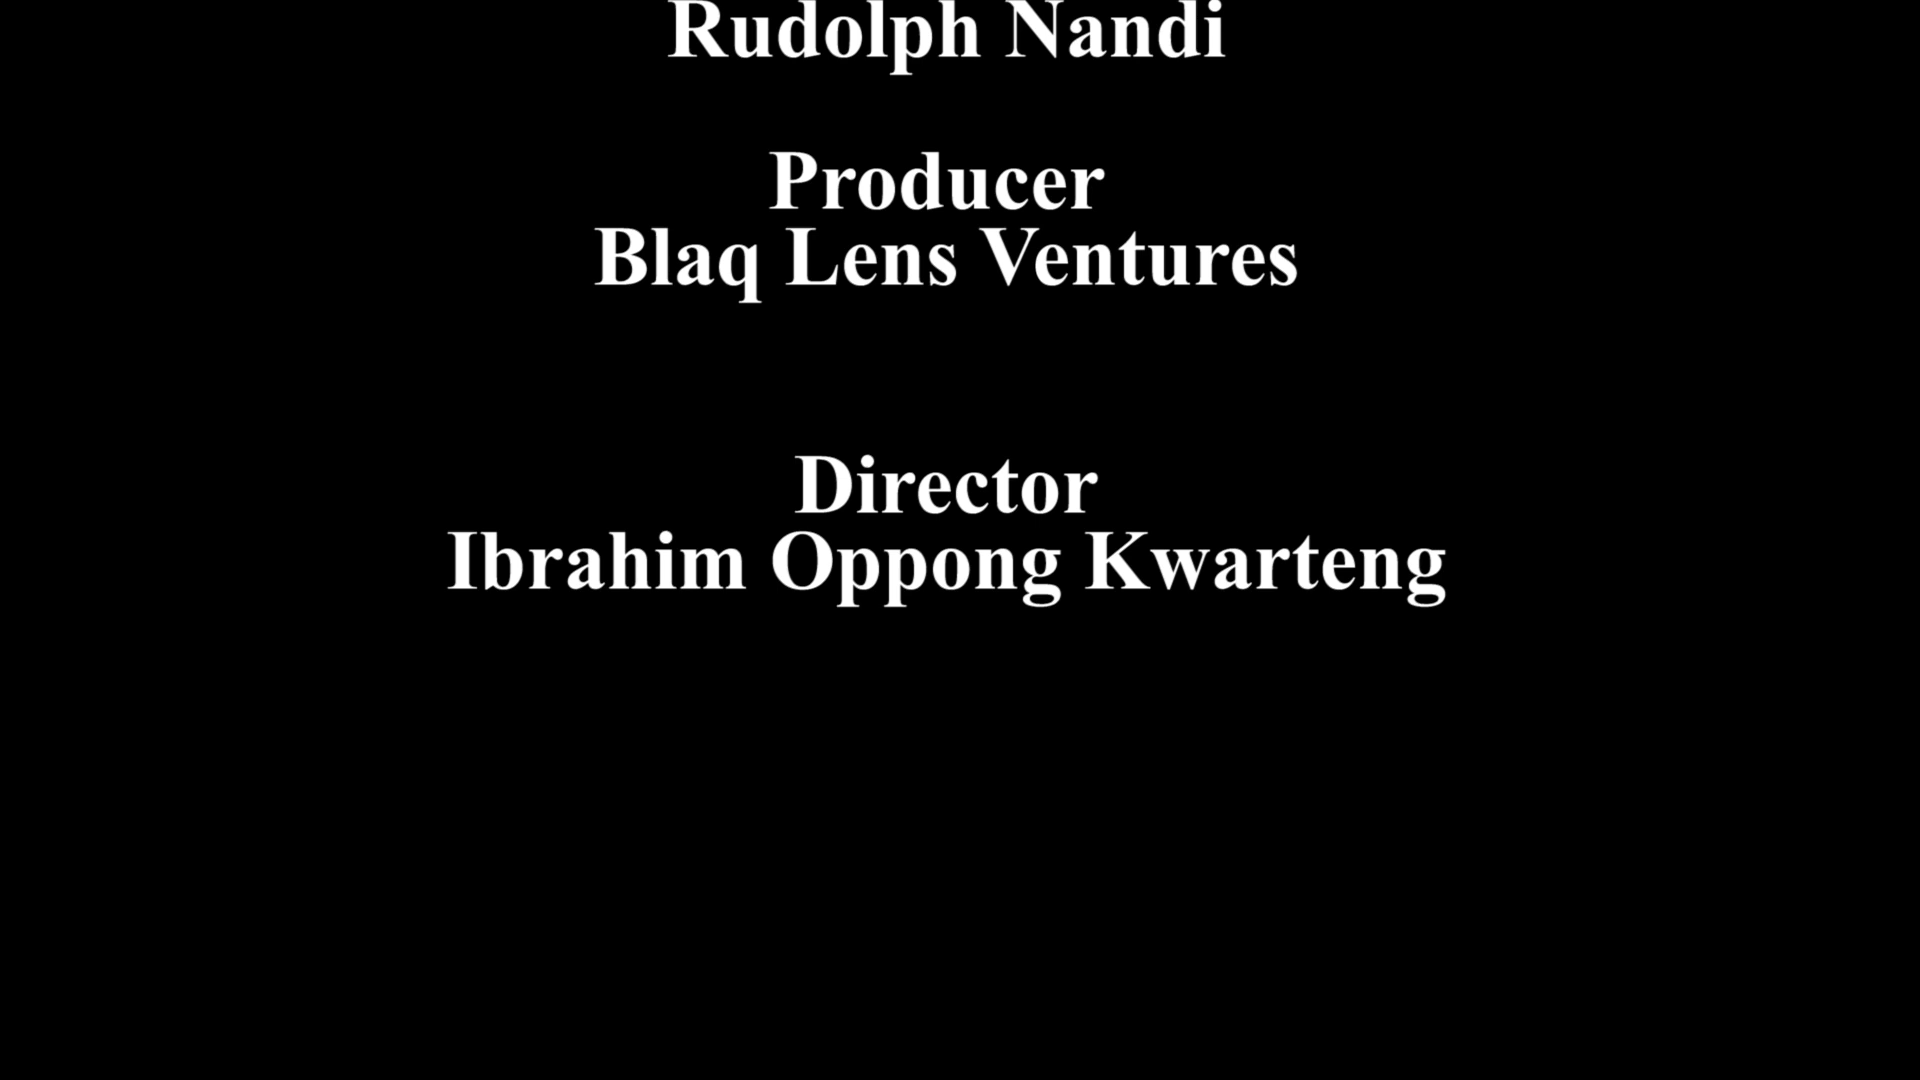 Rudolph Nandi
Producer
Blaq Lens Ventures
Director
Ibrahim Oppong Kwarteng